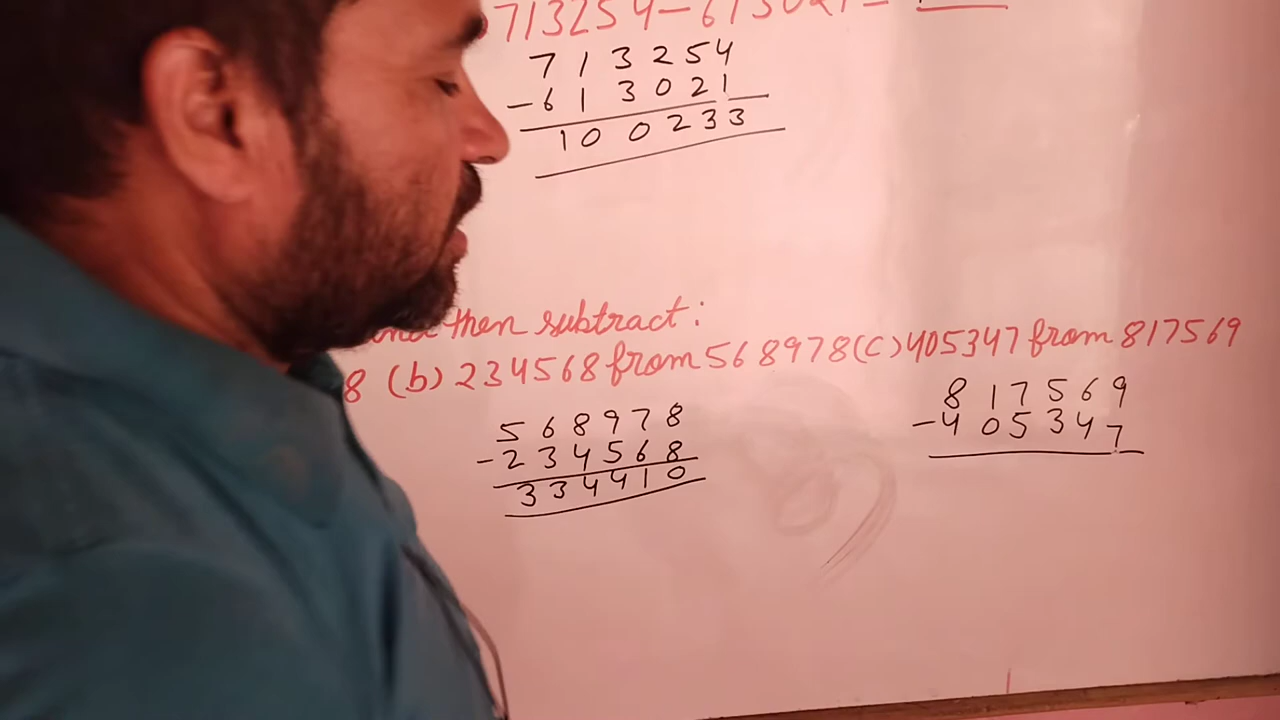 713254-613021=
7 1 3 2 5 4
-6 1 3 0 2 1
1 0 0 2 3 3
then subtract:
8 (b) 234568 from 568978 (c) 405347 from 817569
5 6 8 9 7 8
-2 3 4 5 6 8
3 3 4 4 1 0
8 1 7 5 6 9
-4 0 5 3 4 7